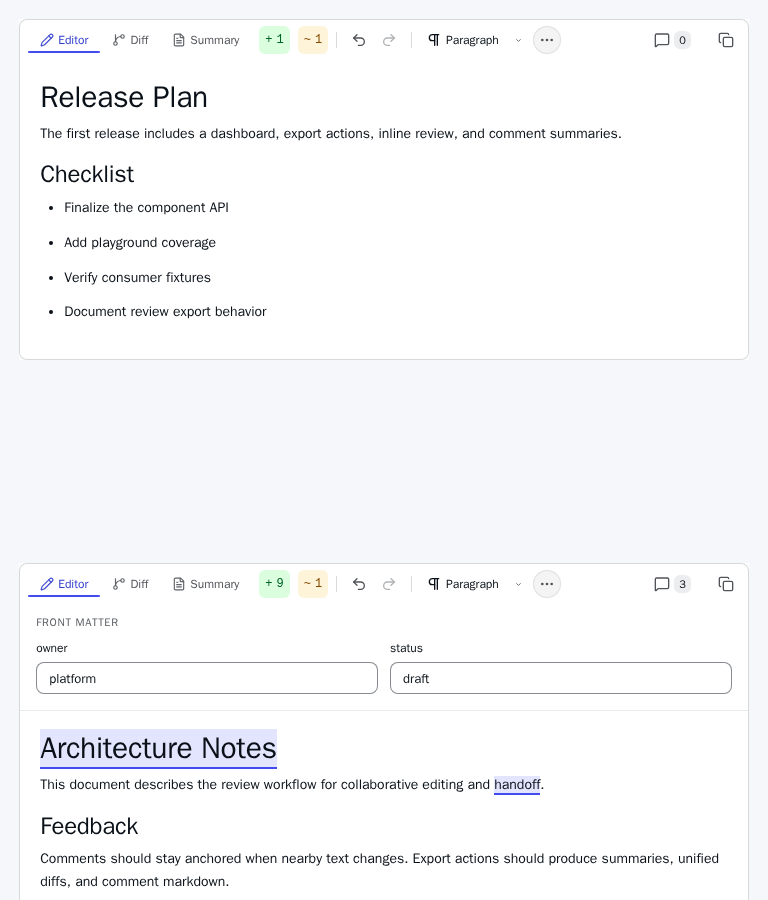 Editor Diff Summary + 1 ~ 1 Paragraph 0
Release Plan
The first release includes a dashboard, export actions, inline review, and comment summaries.
Checklist
• Finalize the component API
• Add playground coverage
• Verify consumer fixtures
• Document review export behavior
Editor Diff Summary + 9 ~ 1 Paragraph 3
FRONT MATTER
owner status
platform draft
Architecture Notes
This document describes the review workflow for collaborative editing and handoff.
Feedback
Comments should stay anchored when nearby text changes. Export actions should produce summaries, unified
diffs, and comment markdown.